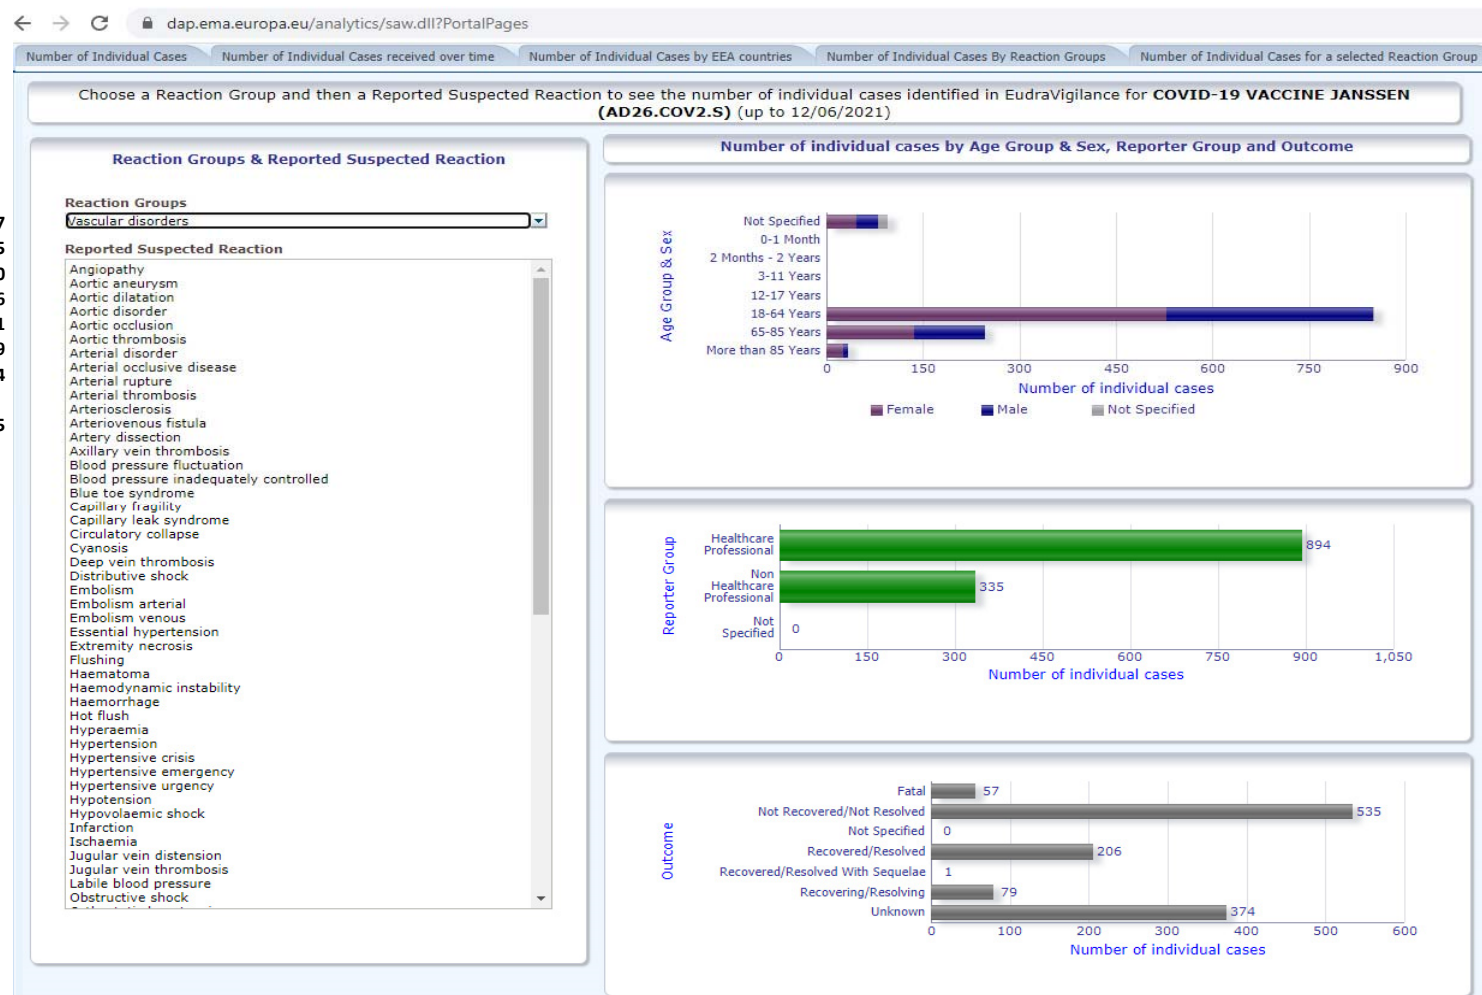 dap.ema.europa.eu/analytics/saw.dll?PortalPages
Number of Individual Cases
Number of Individual Cases received over time
Number of Individual Cases by EEA countries
Number of Individual Cases By Reaction Groups
Number of Individual Cases for a selected Reaction Group
Choose a Reaction Group and then a Reported Suspected Reaction to see the number of individual cases identified in EudraVigilance for COVID-19 VACCINE JANSSEN
(AD26.COV2.S) (up to 12/06/2021)
Reaction Groups & Reported Suspected Reaction
Reaction Groups
Vascular disorders
Reported Suspected Reaction
Angiopathy
Aortic aneurysm
Aortic dilatation
Aortic disorder
Aortic occlusion
Aortic thrombosis
Arterial disorder
Arterial occlusive disease
Arterial rupture
Arterial thrombosis
Arteriosclerosis
Arteriovenous fistula
Artery dissection
Axillary vein thrombosis
Blood pressure fluctuation
Blood pressure inadequately controlled
Blue toe syndrome
Capillary fragility
Capillary leak syndrome
Circulatory collapse
Cyanosis
Deep vein thrombosis
Distributive shock
Embolism
Embolism arterial
Embolism venous
Essential hypertension
Extremity necrosis
Flushing
Haematoma
Haemodynamic instability
Haemorrhage
Hot flush
Hyperaemia
Hypertension
Hypertensive crisis
Hypertensive emergency
Hypertensive urgency
Hypotension
Hypovolaemic shock
Infarction
Ischaemia
Jugular vein distension
Jugular vein thrombosis
Labile blood pressure
Obstructive shock
Number of individual cases by Age Group & Sex, Reporter Group and Outcome
Age Group & Sex
Not Specified
0-1 Month
2 Months - 2 Years
3-11 Years
12-17 Years
18-64 Years
65-85 Years
More than 85 Years
0 150 300 450 600 750 900
Number of individual cases
Female Male Not Specified
Reporter Group
Healthcare
Professional
894
Non
Healthcare
Professional
335
Not
Specified
0
0 150 300 450 600 750 900 1,050
Number of individual cases
Outcome
Fatal 57
Not Recovered/Not Resolved 535
Not Specified 0
Recovered/Resolved 206
Recovered/Resolved With Sequelae 1
Recovering/Resolving 79
Unknown 374
0 100 200 300 400 500 600
Number of individual cases